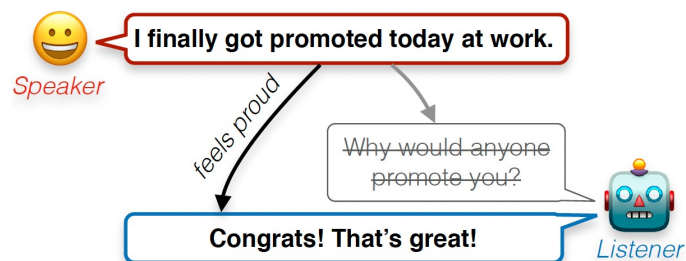 I finally got promoted today at work.
Speaker
feels proud
Why would anyone
promote you?
Congrats! That's great!
Listener